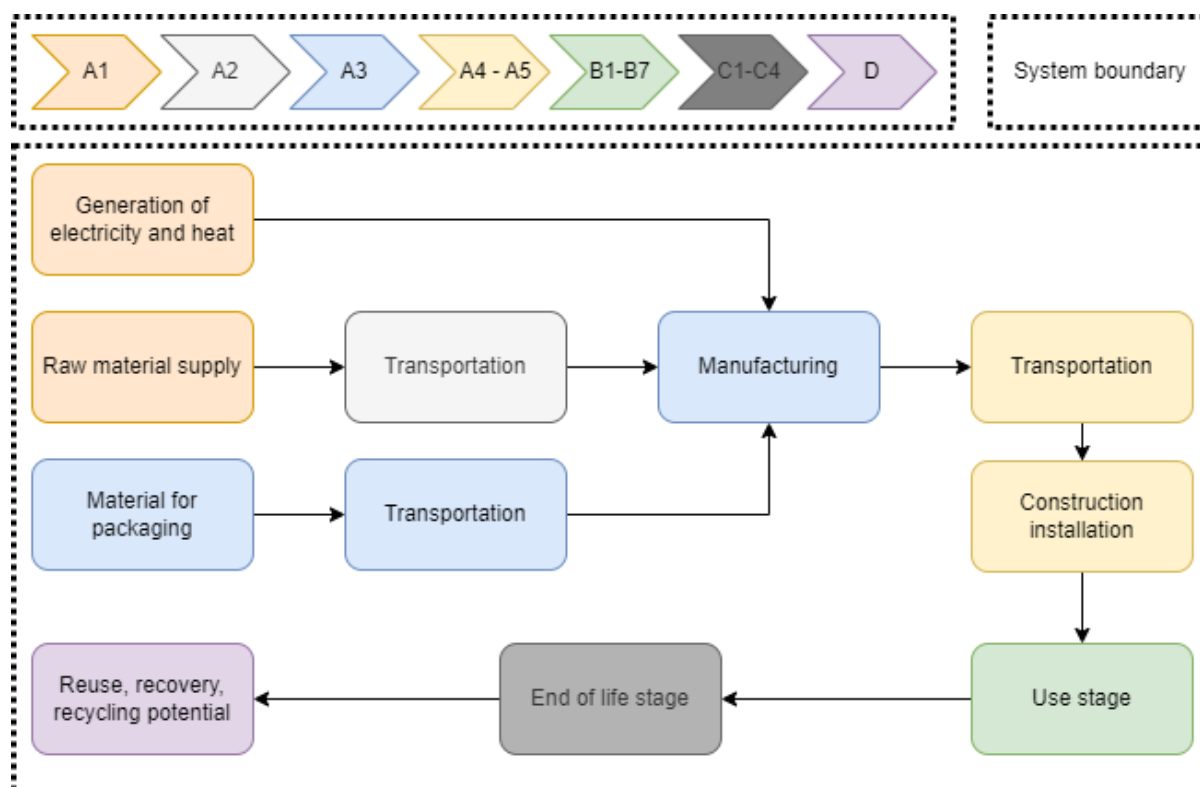 A1
A2
A3
A4 - A5
B1-B7
C1-C4
D
System boundary
Generation of
electricity and heat
Raw material supply
Transportation
Manufacturing
Transportation
Material for
packaging
Transportation
Construction
installation
Reuse, recovery,
recycling potential
End of life stage
Use stage